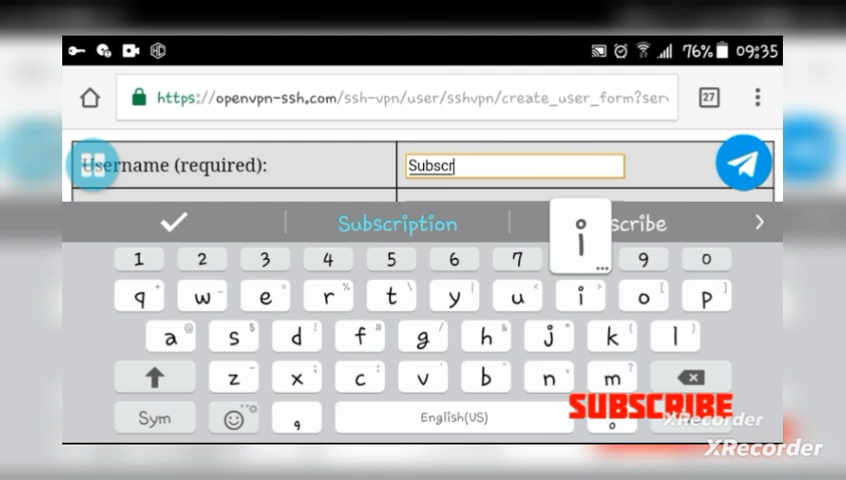 76% 09:35
https://openvpn-ssh.com/ssh-vpn/user/sshvpn/create_user_form?serv
27
Username (required):
Subscr
Subscription
scribe
i
1 2 3 4 5 6 7 9 0
q w e r t y u i o p
a s d f g h j k l
z x c v b n m
Sym
,
English(US)
SUBSCRIBE
XRecorder
XRecorder